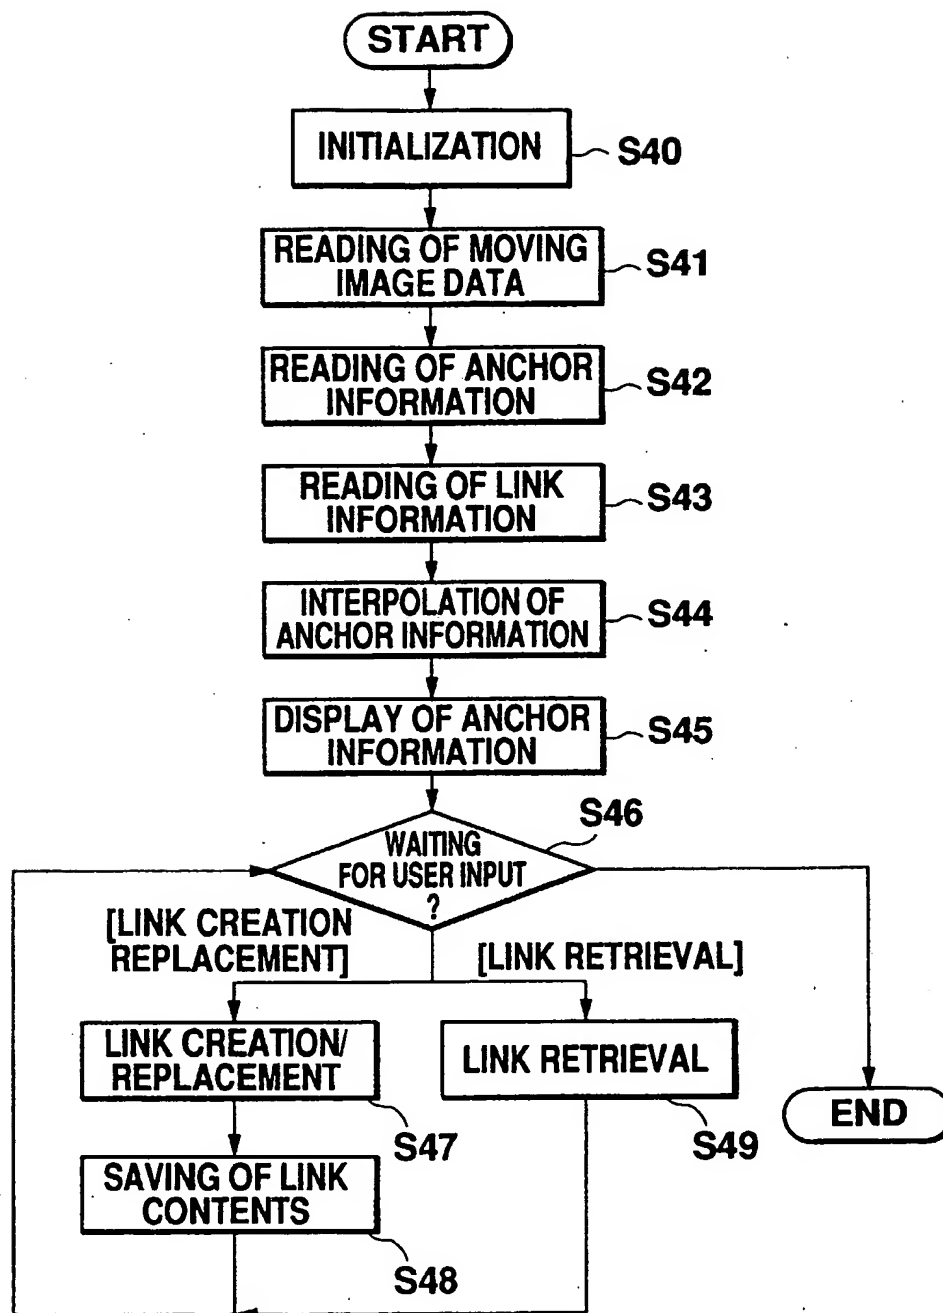 START
INITIALIZATION
S40
READING OF MOVING
IMAGE DATA
S41
READING OF ANCHOR
INFORMATION
S42
READING OF LINK
INFORMATION
S43
INTERPOLATION OF
ANCHOR INFORMATION
S44
DISPLAY OF ANCHOR
INFORMATION
S45
S46
WAITING
FOR USER INPUT
?
[LINK CREATION
REPLACEMENT]
[LINK RETRIEVAL]
LINK CREATION/
REPLACEMENT
S47
LINK RETRIEVAL
S49
END
SAVING OF LINK
CONTENTS
S48